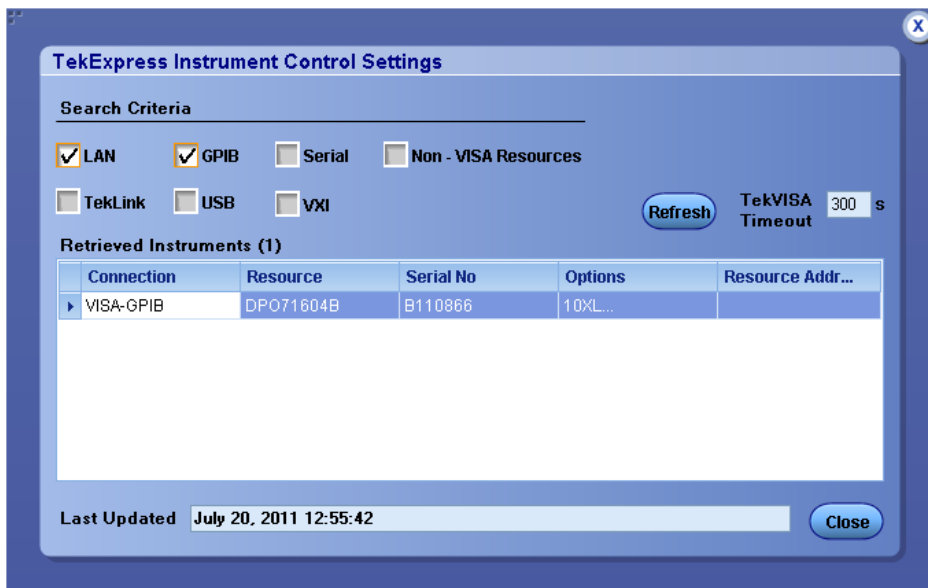 X
TekExpress Instrument Control Settings
Search Criteria
LAN GPIB Serial Non - VISA Resources
TekLink USB VXI
Refresh TekVISA Timeout 300 s
Retrieved Instruments (1)
Connection Resource Serial No Options Resource Addr...
VISA-GPIB DPO71604B B110866 10XL...
Last Updated July 20, 2011 12:55:42 Close